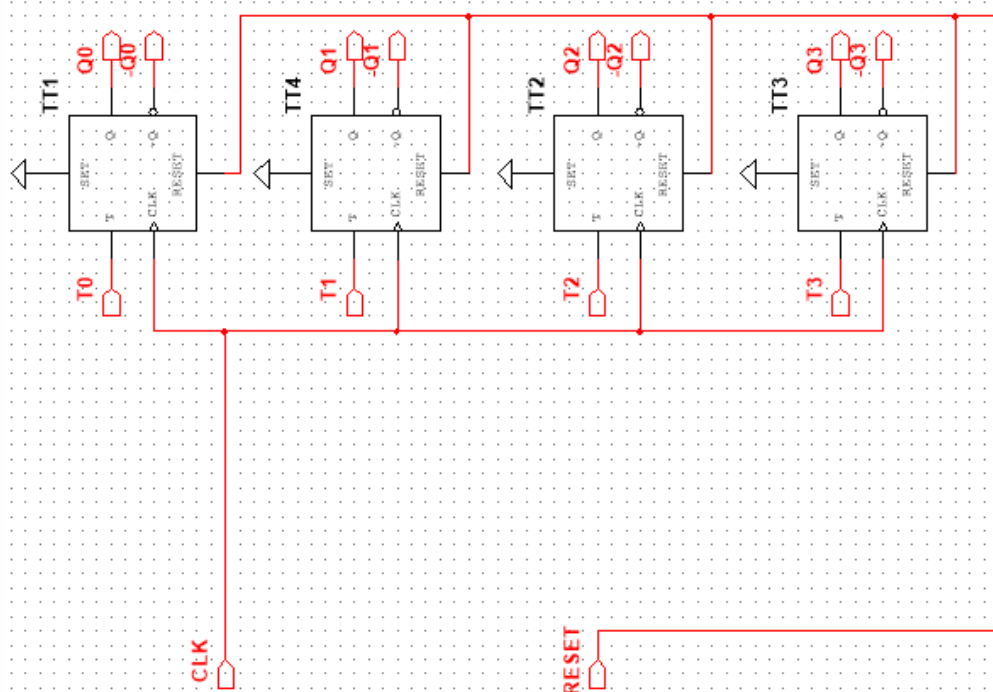 TT1
Q0
-Q0
SET
Q
-Q
RESET
T
CLK
T0
TT4
Q1
-Q1
SET
Q
-Q
RESET
T
CLK
T1
TT2
Q2
-Q2
SET
Q
-Q
RESET
T
CLK
T2
TT3
Q3
-Q3
SET
Q
-Q
RESET
T
CLK
T3
CLK
RESET